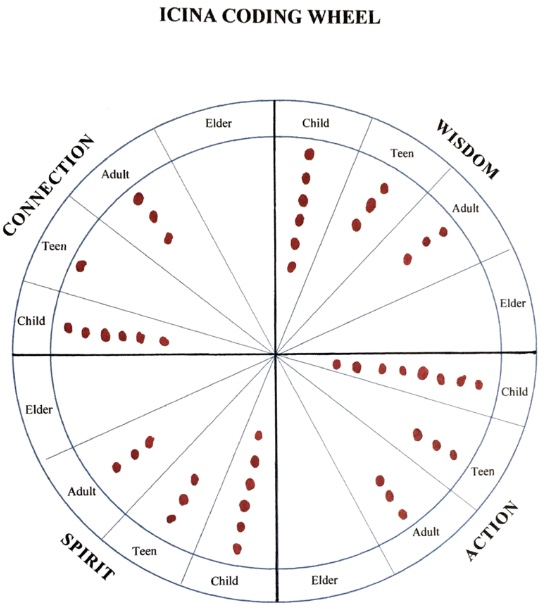 ICINA CODING WHEEL
WISDOM
Child
Teen
Adult
Elder
ACTION
Child
Teen
Adult
Elder
SPIRIT
Child
Teen
Adult
Elder
CONNECTION
Child
Teen
Adult
Elder